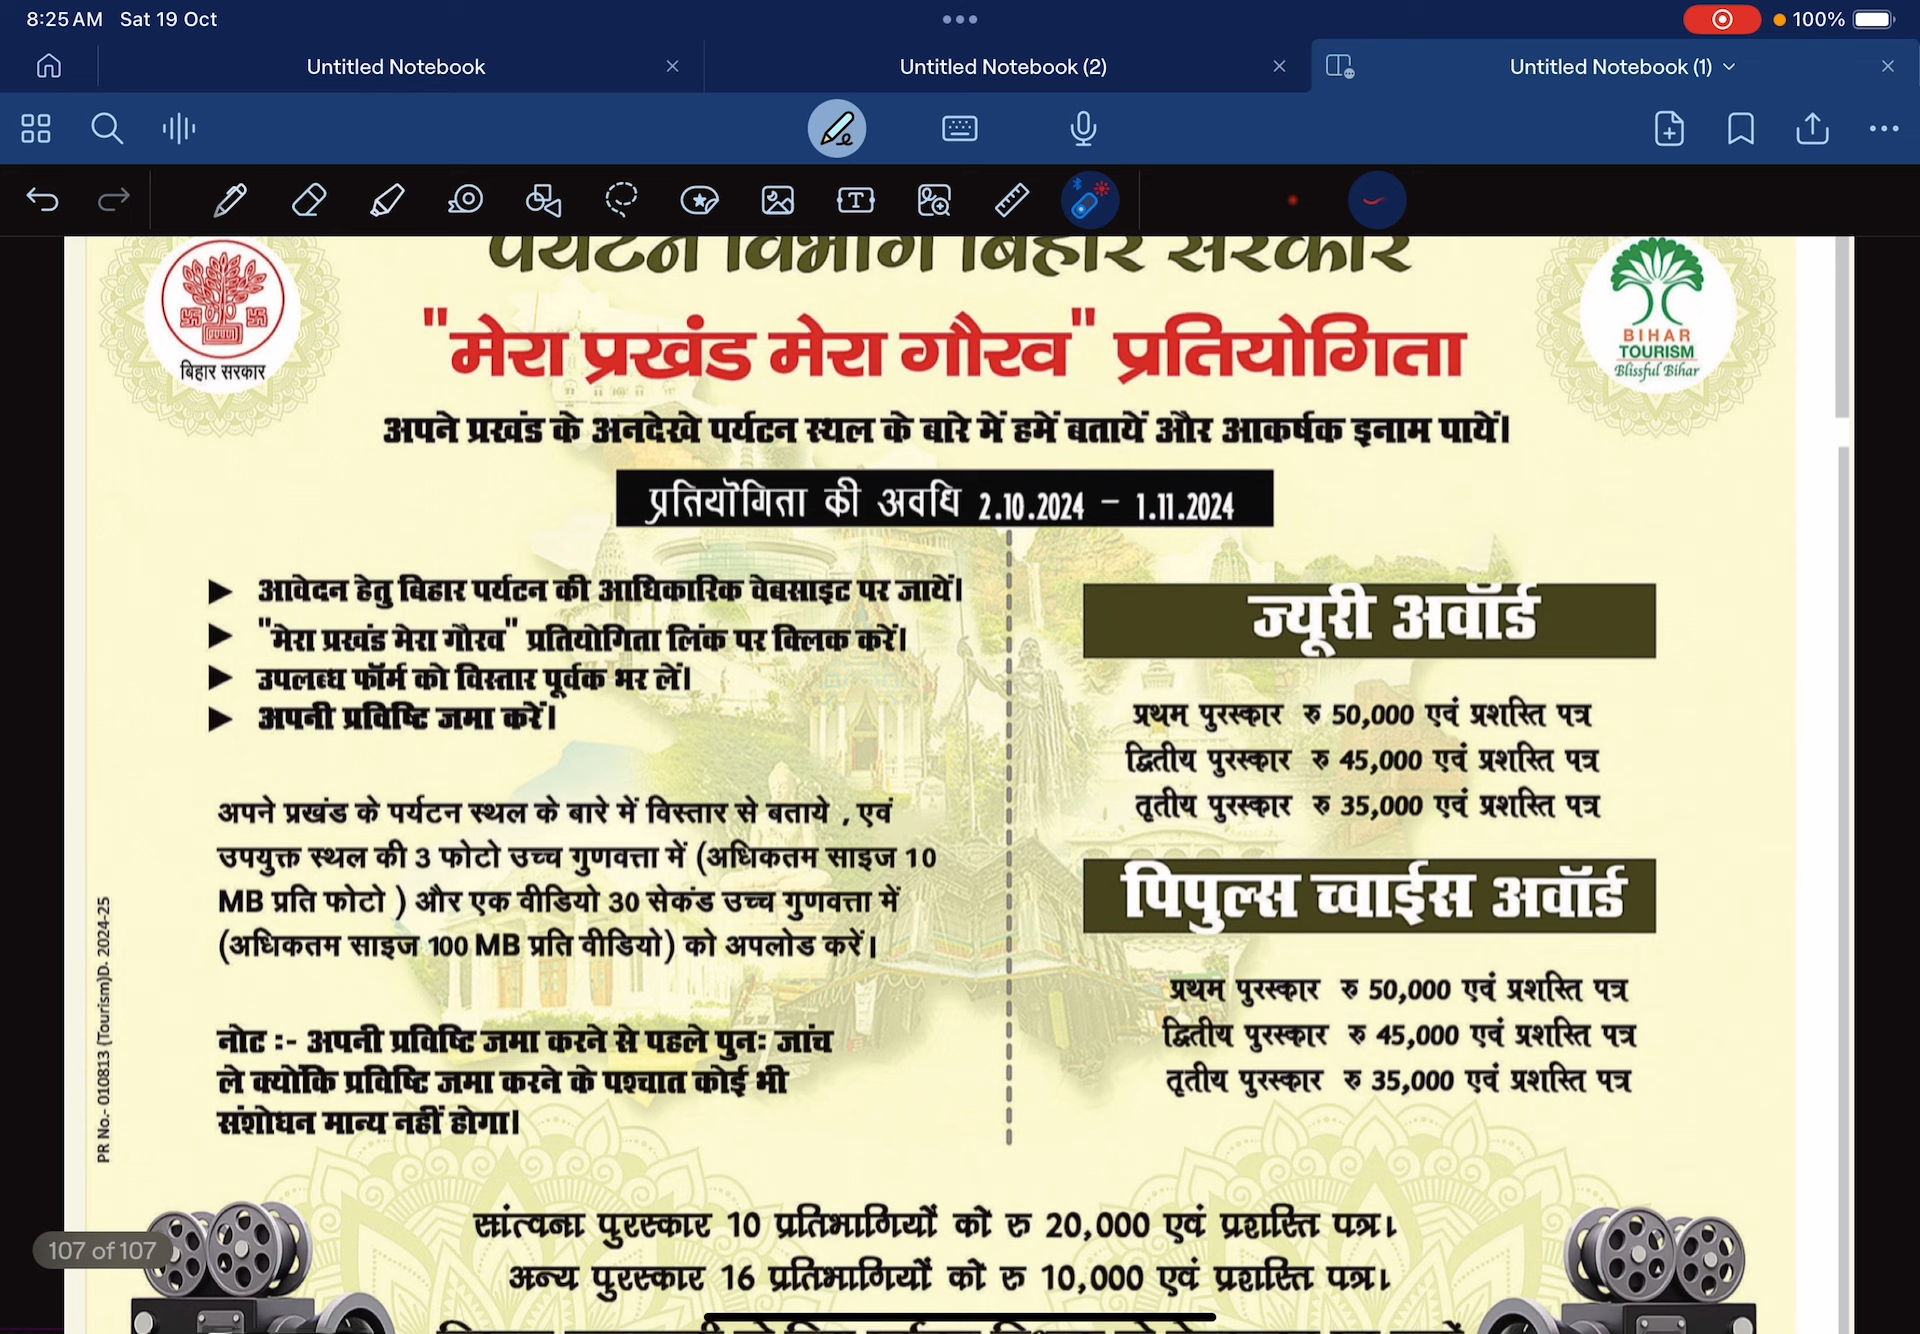 8:25 AM Sat 19 Oct
100%
Untitled Notebook
Untitled Notebook (2)
Untitled Notebook (1)
पर्यटन विभाग बिहार सरकार
"मेरा प्रखंड मेरा गौरव" प्रतियोगिता
बिहार सरकार
BIHAR
TOURISM
Blissful Bihar
अपने प्रखंड के अनदेखे पर्यटन स्थल के बारे में हमें बतायें और आकर्षक इनाम पायें।
प्रतियोगिता की अवधि 2.10.2024 – 1.11.2024
आवेदन हेतु बिहार पर्यटन की आधिकारिक वेबसाइट पर जायें।
"मेरा प्रखंड मेरा गौरव" प्रतियोगिता लिंक पर क्लिक करें।
उपलब्ध फॉर्म को विस्तार पूर्वक भर लें।
अपनी प्रविष्टि जमा करें।
अपने प्रखंड के पर्यटन स्थल के बारे में विस्तार से बताये , एवं
उपयुक्त स्थल की 3 फोटो उच्च गुणवत्ता में (अधिकतम साइज 10
MB प्रति फोटो ) और एक वीडियो 30 सेकंड उच्च गुणवत्ता में
(अधिकतम साइज 100 MB प्रति वीडियो) को अपलोड करें।
नोट :- अपनी प्रविष्टि जमा करने से पहले पुनः जांच
ले क्योंकि प्रविष्टि जमा करने के पश्चात कोई भी
संशोधन मान्य नहीं होगा।
PR No.- 010813 (Tourism)D. 2024-25
ज्यूरी अवॉर्ड
प्रथम पुरस्कार रु 50,000 एवं प्रशस्ति पत्र
द्वितीय पुरस्कार रु 45,000 एवं प्रशस्ति पत्र
तृतीय पुरस्कार रु 35,000 एवं प्रशस्ति पत्र
पिपुल्स च्वाईस अवॉर्ड
प्रथम पुरस्कार रु 50,000 एवं प्रशस्ति पत्र
द्वितीय पुरस्कार रु 45,000 एवं प्रशस्ति पत्र
तृतीय पुरस्कार रु 35,000 एवं प्रशस्ति पत्र
सांत्वना पुरस्कार 10 प्रतिभागियों को रु 20,000 एवं प्रशस्ति पत्र।
अन्य पुरस्कार 16 प्रतिभागियों को रु 10,000 एवं प्रशस्ति पत्र।
107 of 107